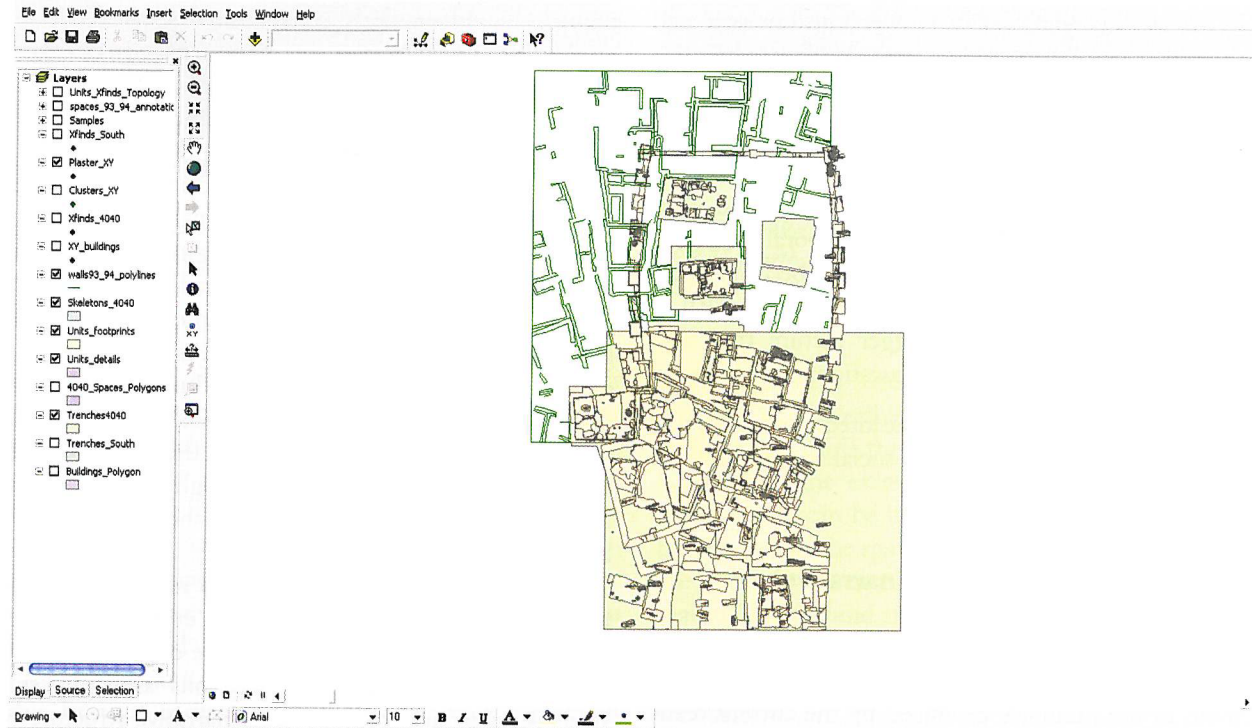 File Edit View Bookmarks Insert Selection Tools Window Help
Layers
Units_Xfinds_Topology
spaces_93_94_annotatic
Samples
Xfinds_South
Plaster_XY
Clusters_XY
Xfinds_4040
XY_buildings
walls93_94_polylines
Skeletons_4040
Units_footprints
Units_details
4040_Spaces_Polygons
Trenches4040
Trenches_South
Buildings_Polygon
XY
Display Source Selection
Drawing A Arial 10 B I U A